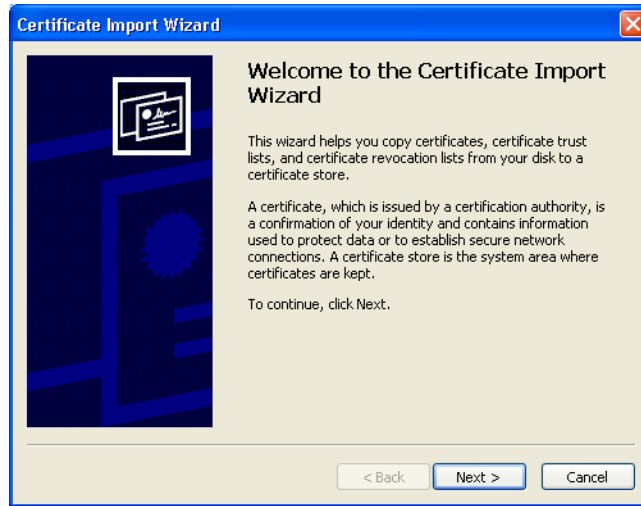 Certificate Import Wizard
Welcome to the Certificate Import
Wizard
This wizard helps you copy certificates, certificate trust
lists, and certificate revocation lists from your disk to a
certificate store.
A certificate, which is issued by a certification authority, is
a confirmation of your identity and contains information
used to protect data or to establish secure network
connections. A certificate store is the system area where
certificates are kept.
To continue, click Next.
< Back
Next >
Cancel